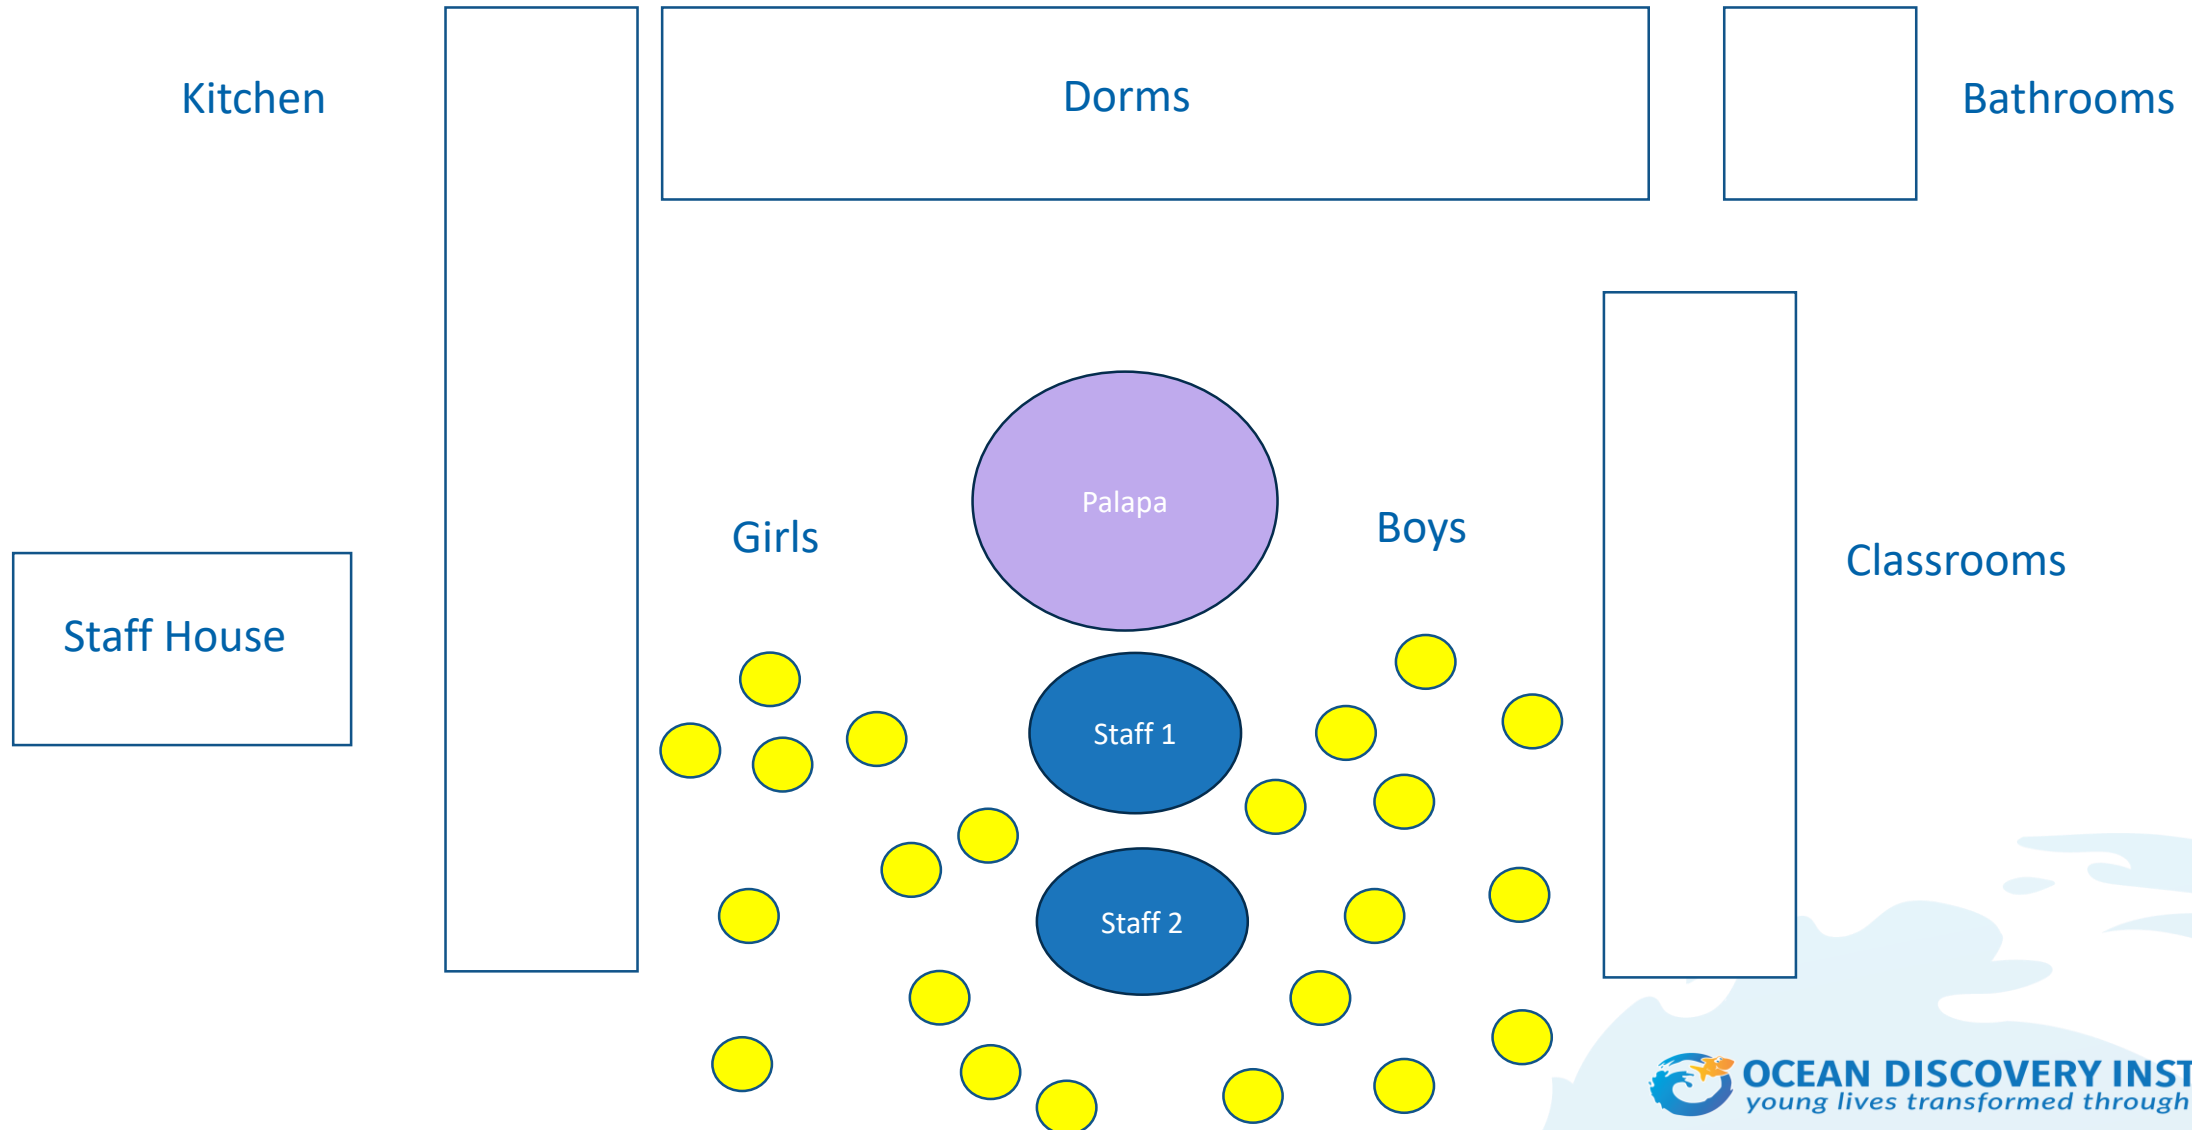 Kitchen
Dorms
Bathrooms
Palapa
Girls
Boys
Classrooms
Staff House
Staff 1
Staff 2
OCEAN DISCOVERY INST
young lives transformed through